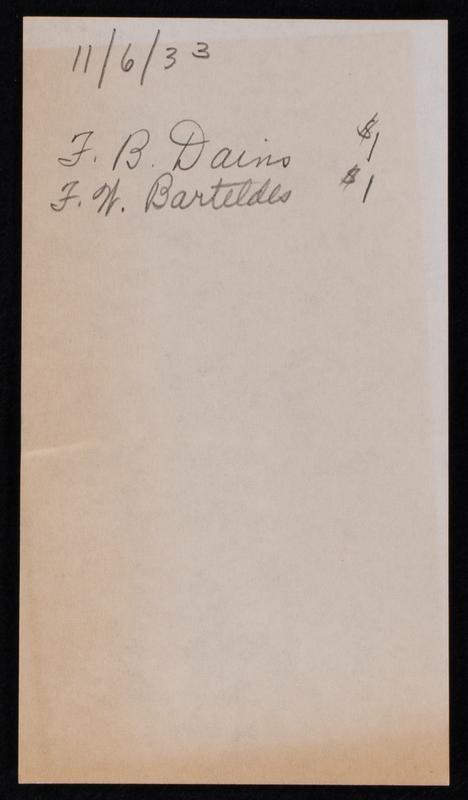 11/6/33
F. B. Dains $1
F. W. Barteldes $1